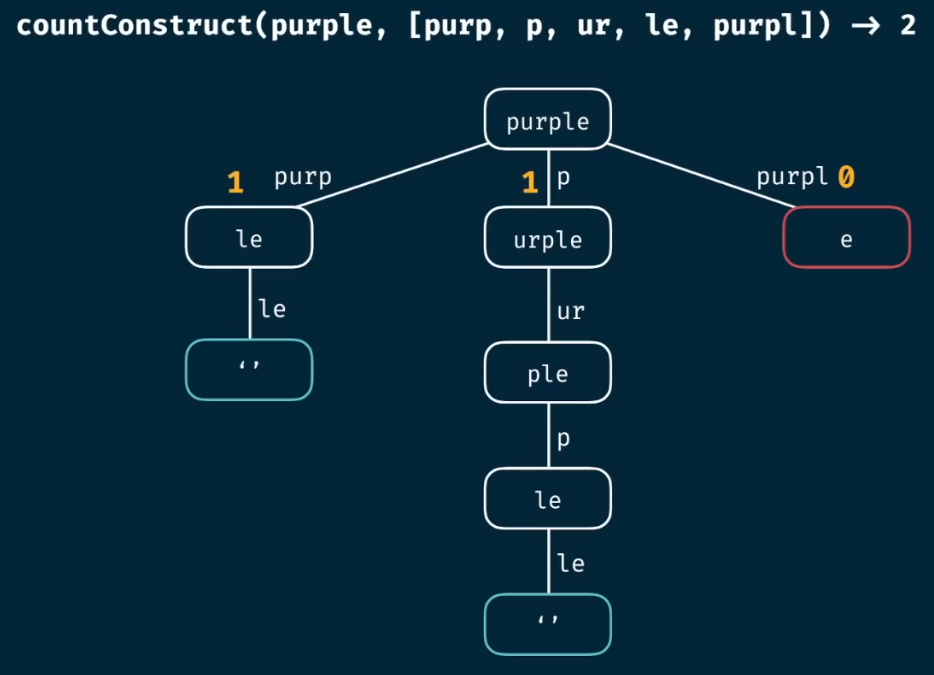 countConstruct(purple, [purp, p, ur, le, purpl]) → 2
purple
1 purp
1 p
purpl 0
le
urple
e
le
ur
‘’
ple
p
le
le
‘’